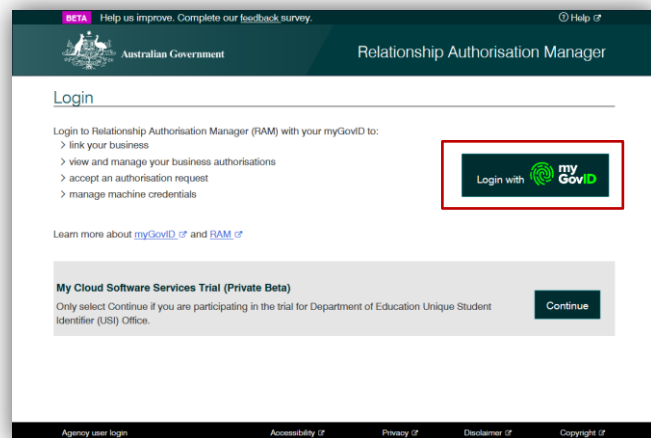 BETA Help us improve. Complete our feedback survey. Help
Australian Government
Relationship Authorisation Manager
Login
Login to Relationship Authorisation Manager (RAM) with your myGovID to:
> link your business
> view and manage your business authorisations
> accept an authorisation request
> manage machine credentials
Login with my GovID
Learn more about myGovID and RAM
My Cloud Software Services Trial (Private Beta)
Only select Continue if you are participating in the trial for Department of Education Unique Student
Identifier (USI) Office.
Continue
Agency user login Accessibility Privacy Disclaimer Copyright